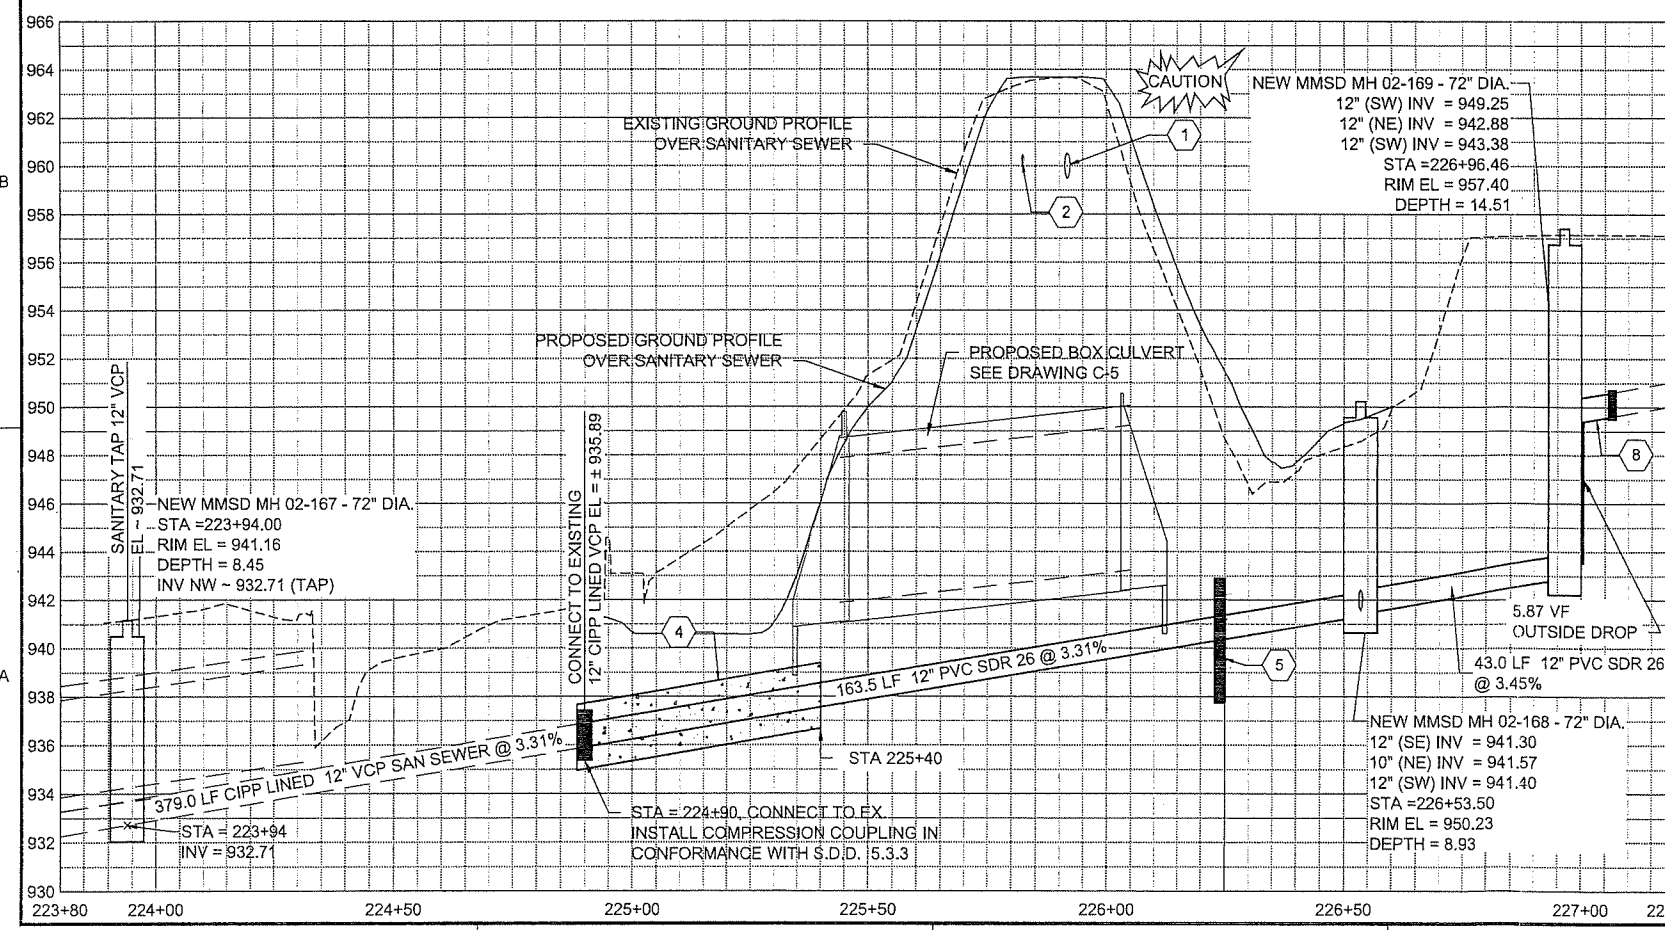 966
964
962
960
958
956
954
952
950
948
946
944
942
940
938
936
934
932
930
B
A
EXISTING GROUND PROFILE
OVER SANITARY SEWER
CAUTION
1
2
NEW MMSD MH 02-169 - 72" DIA.
12" (SW) INV = 949.25
12" (NE) INV = 942.88
12" (SW) INV = 943.38
STA =226+96.46
RIM EL = 957.40
DEPTH = 14.51
PROPOSED GROUND PROFILE
OVER SANITARY SEWER
PROPOSED BOX CULVERT
SEE DRAWING C-5
SANITARY TAP 12" VCP
EL ~ 932.71
NEW MMSD MH 02-167 - 72" DIA.
STA =223+94.00
RIM EL = 941.16
DEPTH = 8.45
INV NW ~ 932.71 (TAP)
CONNECT TO EXISTING
12" CIPP LINED VCP EL = ± 935.89
4
8
5.87 VF
OUTSIDE DROP
5
43.0 LF 12" PVC SDR 26
@ 3.45%
163.5 LF 12" PVC SDR 26 @ 3.31%
379.0 LF CIPP LINED 12" VCP SAN SEWER @ 3.31%
STA 225+40
NEW MMSD MH 02-168 - 72" DIA.
12" (SE) INV = 941.30
10" (NE) INV = 941.57
12" (SW) INV = 941.40
STA =226+53.50
RIM EL = 950.23
DEPTH = 8.93
STA = 223+94
INV = 932.71
STA = 224+90, CONNECT TO EX.
INSTALL COMPRESSION COUPLING IN
CONFORMANCE WITH S.D.D. 5.3.3
223+80 224+00 224+50 225+00 225+50 226+00 226+50 227+00 22